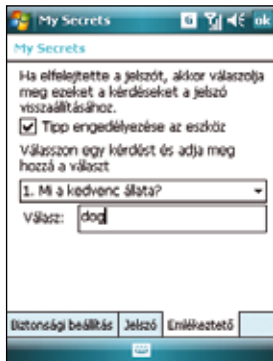 My Secrets
ok
My Secrets
Ha elfelejtette a jelszót, akkor válaszolja
meg ezeket a kérdéseket a jelszó
visszaállításához.
Tipp engedélyezése az eszköz
Válasszon egy kérdést és adja meg
hozzá a választ
1. Mi a kedvenc állata?
Válasz: dog
Biztonsági beállítás Jelszó Emlékeztető